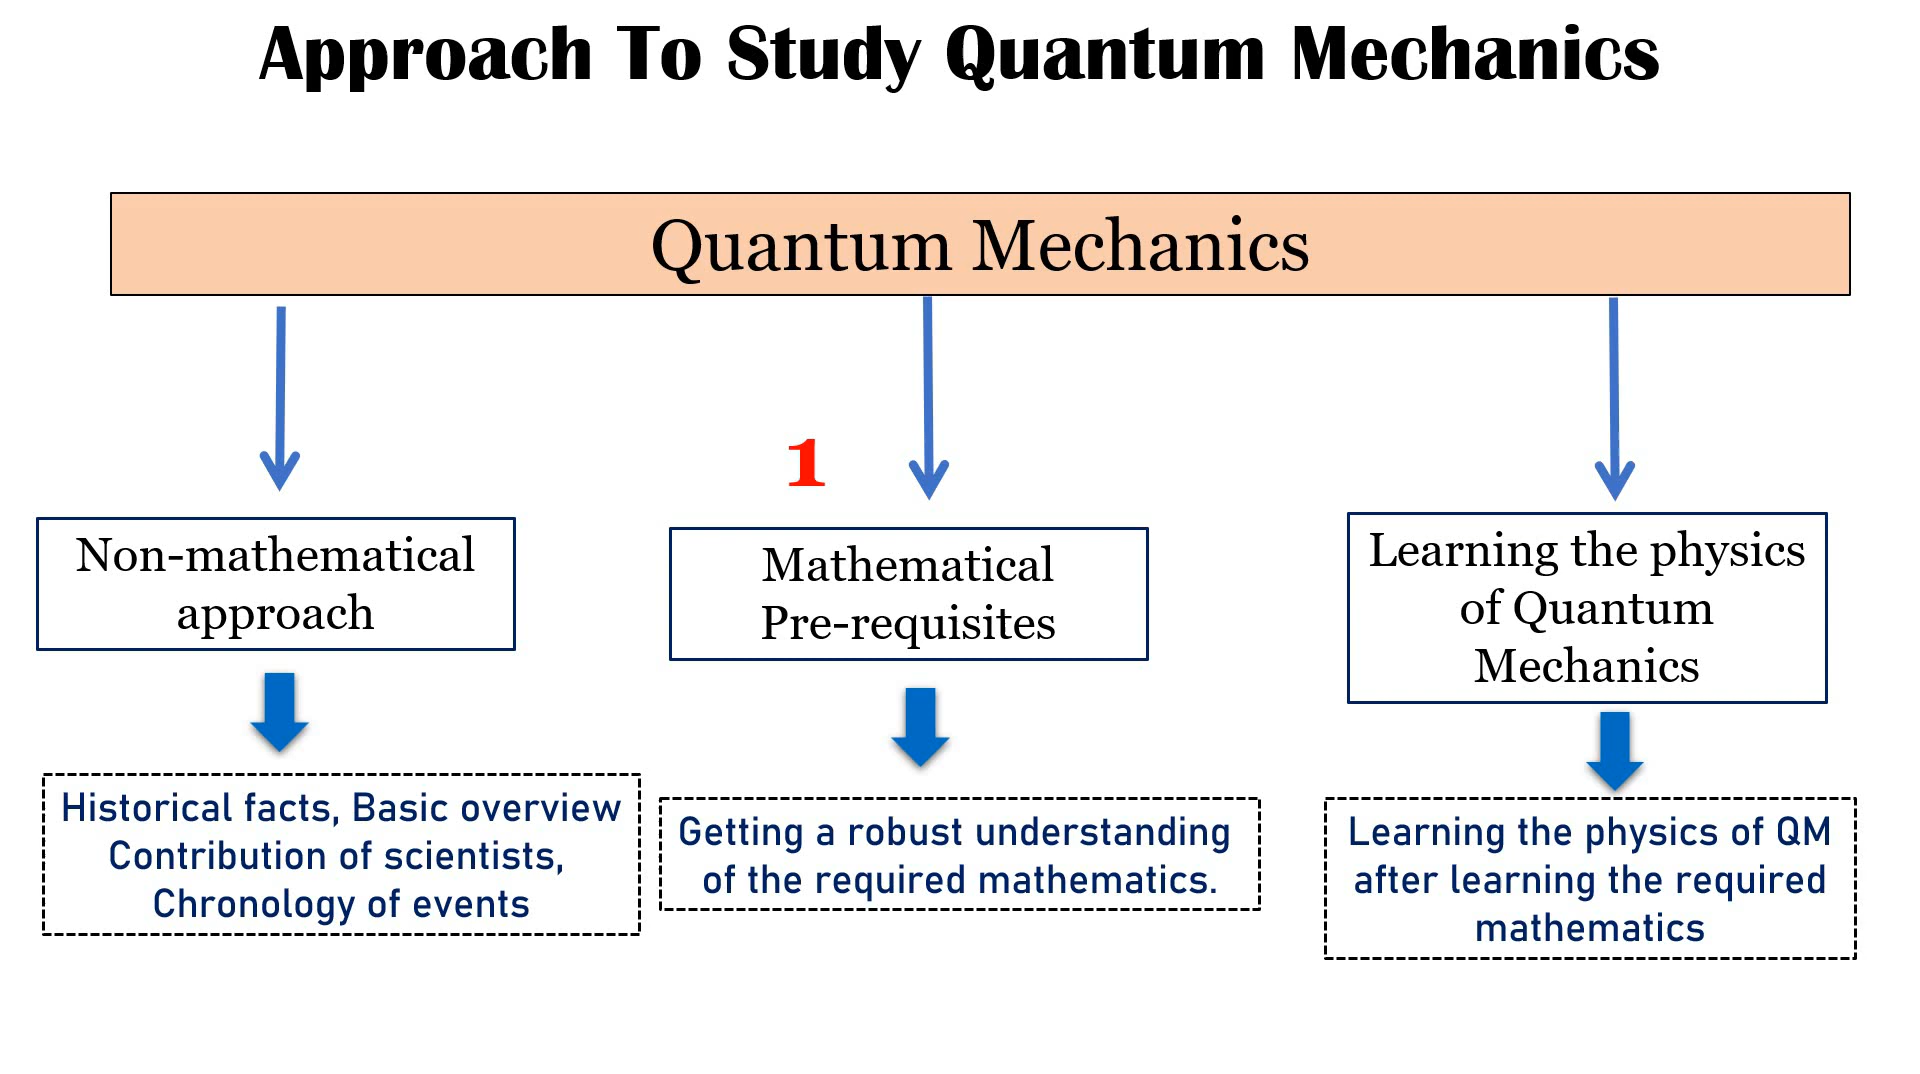 Approach To Study Quantum Mechanics
Quantum Mechanics
1
Non-mathematical
approach
Mathematical
Pre-requisites
Learning the physics
of Quantum
Mechanics
Historical facts, Basic overview
Contribution of scientists,
Chronology of events
Getting a robust understanding
of the required mathematics.
Learning the physics of QM
after learning the required
mathematics